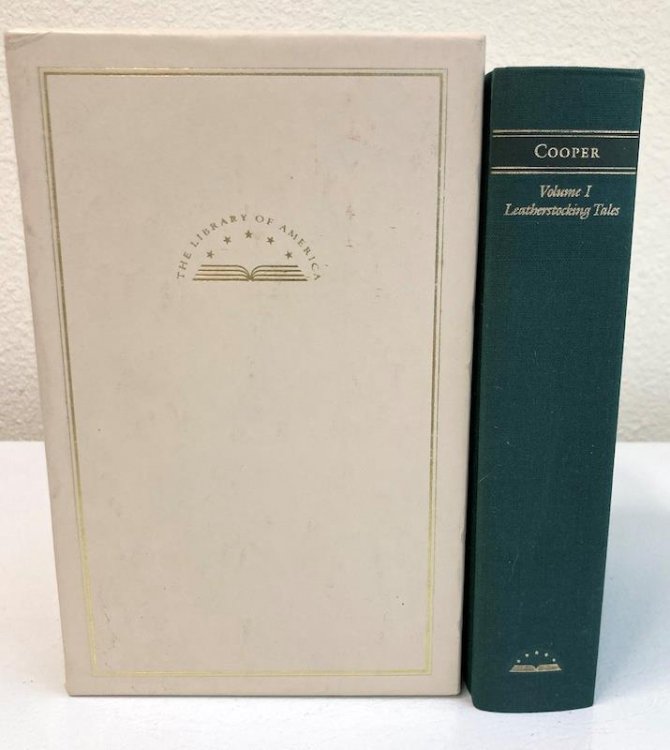 THE LIBRARY OF AMERICA
COOPER
Volume I
Leatherstocking Tales